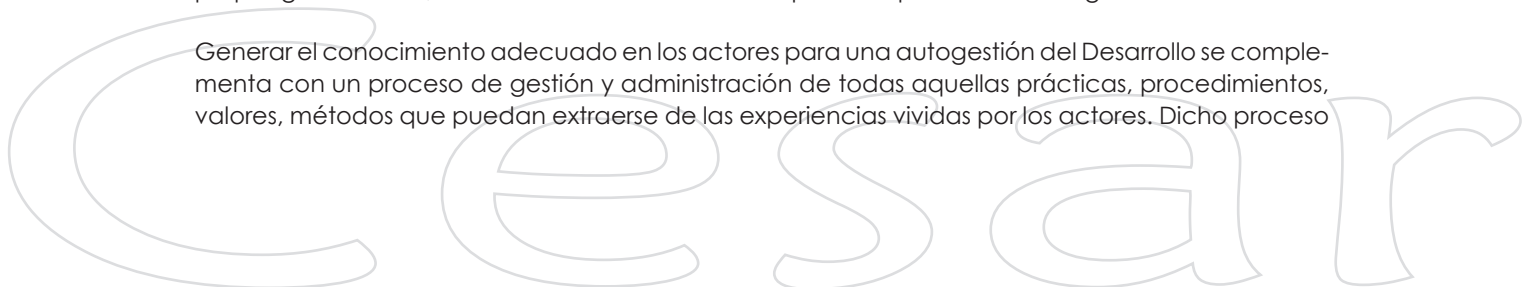 Generar el conocimiento adecuado en los actores para una autogestión del Desarrollo se comple-
menta con un proceso de gestión y administración de todas aquellas prácticas, procedimientos,
valores, métodos que puedan extraerse de las experiencias vividas por los actores. Dicho proceso
Cesar